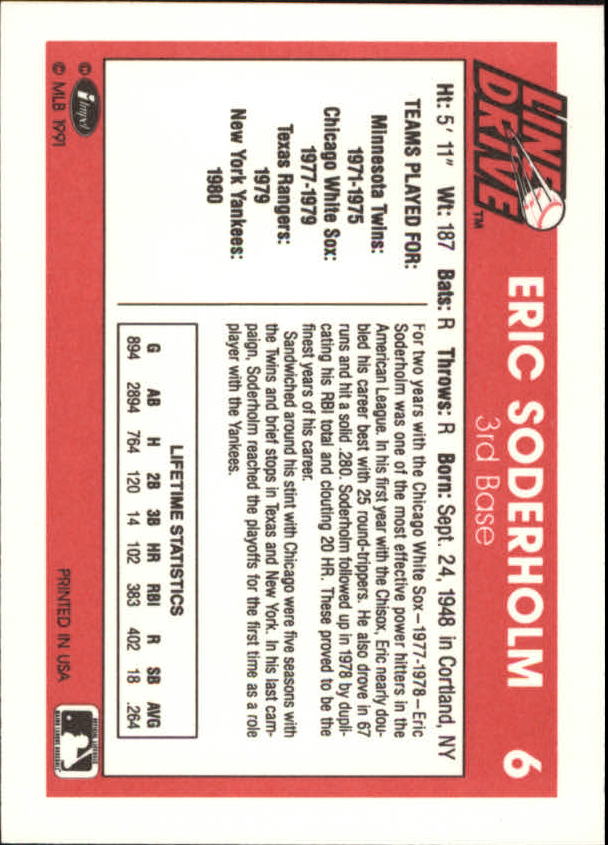 LINE
DRIVE™
ERIC SODERHOLM
3rd Base
6
Ht: 5' 11" Wt: 187 Bats: R Throws: R Born: Sept. 24, 1948 in Cortland, NY
TEAMS PLAYED FOR:
Minnesota Twins:
1971-1975
Chicago White Sox:
1977-1979
Texas Rangers:
1979
New York Yankees:
1980
For two years with the Chicago White Sox—1977-1978—Eric
Soderholm was one of the most effective power hitters in the
American League. In his first year with the Chisox, Eric nearly dou-
bled his career best with 25 round-trippers. He also drove in 67
runs and hit a solid .280. Soderholm followed up in 1978 by dupli-
cating his RBI total and clouting 20 HR. These proved to be the
finest years of his career.
Sandwiched around his stint with Chicago were five seasons with
the Twins and brief stops in Texas and New York. In his last cam-
paign, Soderholm reached the playoffs for the first time as a role
player with the Yankees.
LIFETIME STATISTICS
G AB H 2B 3B HR RBI R SB AVG
894 2894 764 120 14 102 383 402 18 .264
© Impel
© MLB 1991
PRINTED IN USA